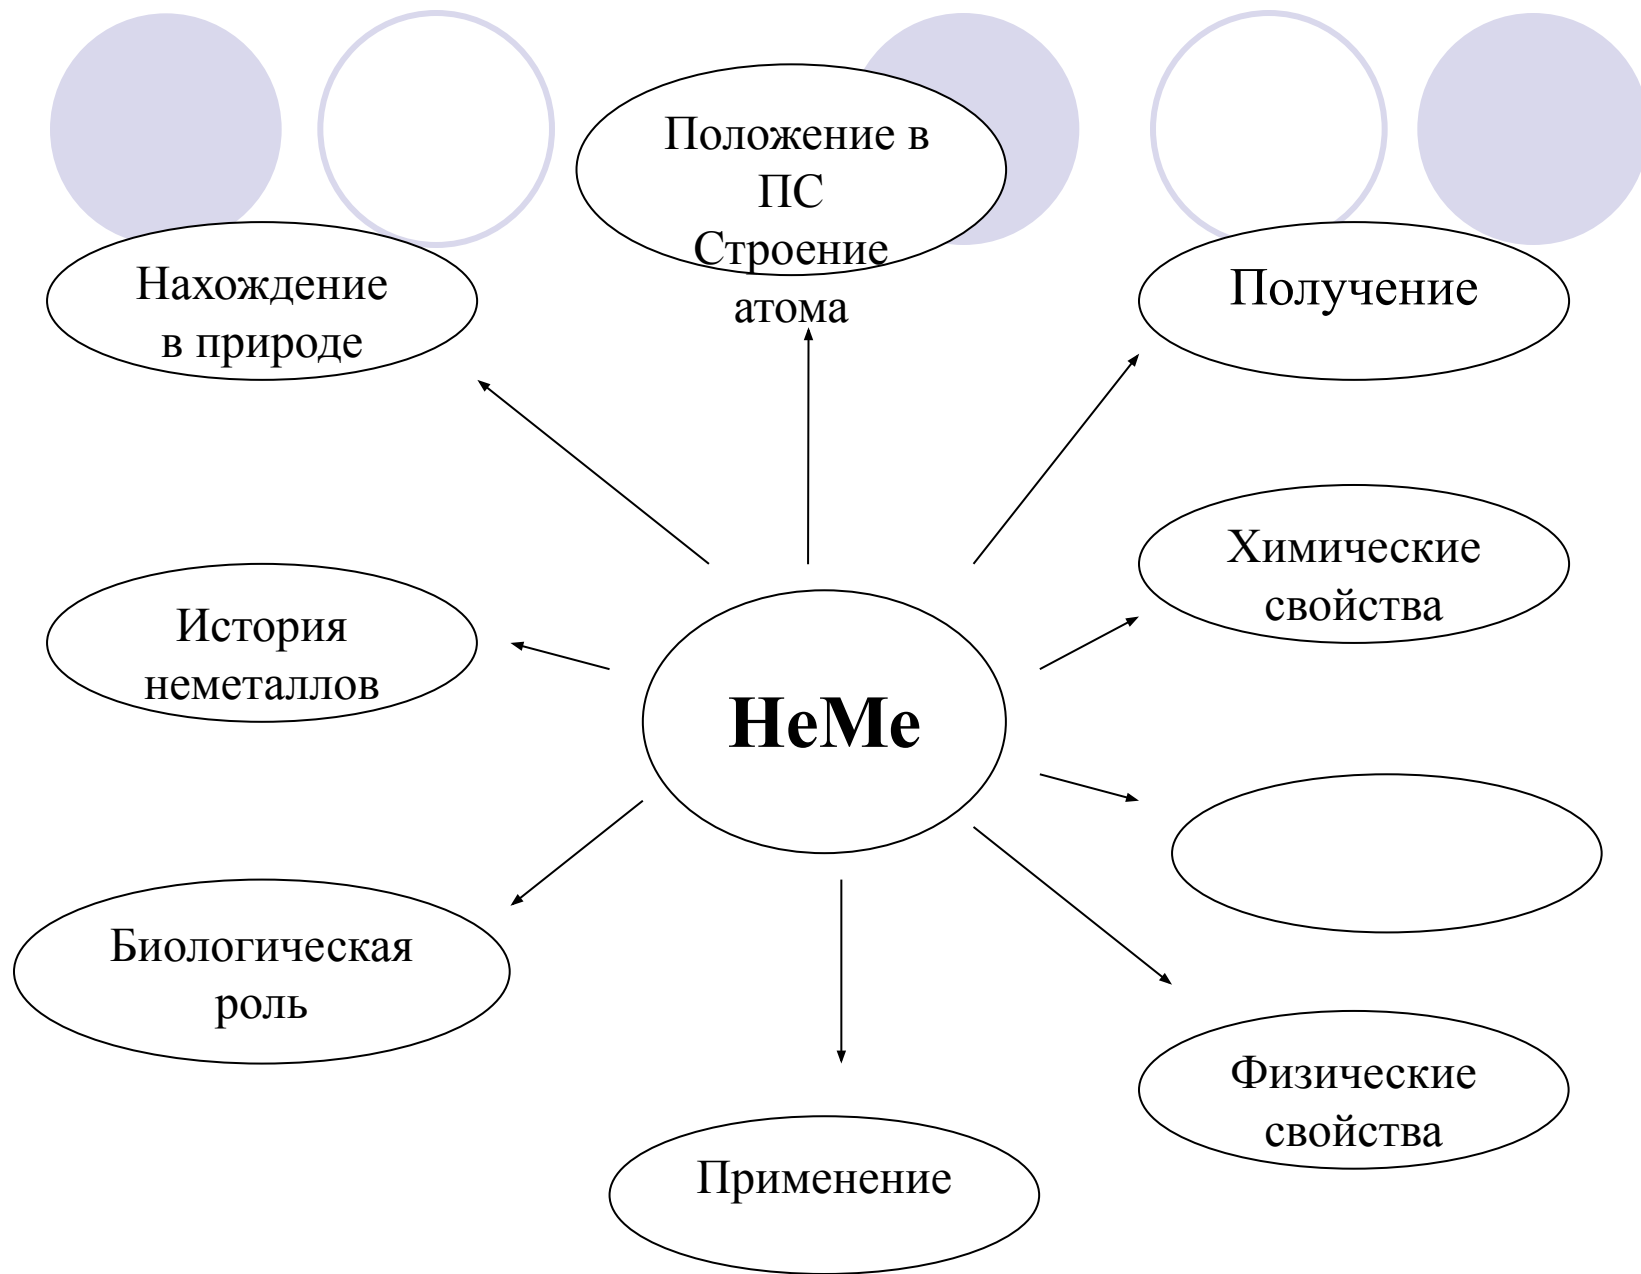 Положение в
ПС
Строение
атома
Нахождение
в природе
Получение
Химические
свойства
История
неметаллов
НеМе
Биологическая
роль
Физические
свойства
Применение